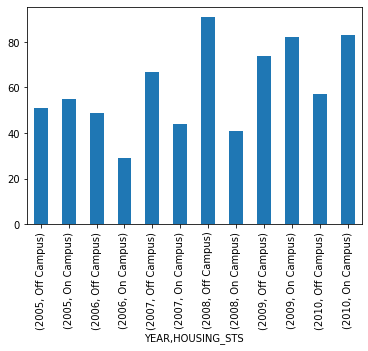 80
60
40
20
0
(2005, Off Campus)
(2005, On Campus)
(2006, Off Campus)
(2006, On Campus)
(2007, Off Campus)
(2007, On Campus)
(2008, Off Campus)
(2008, On Campus)
(2009, Off Campus)
(2009, On Campus)
(2010, Off Campus)
(2010, On Campus)
YEAR,HOUSING_STS